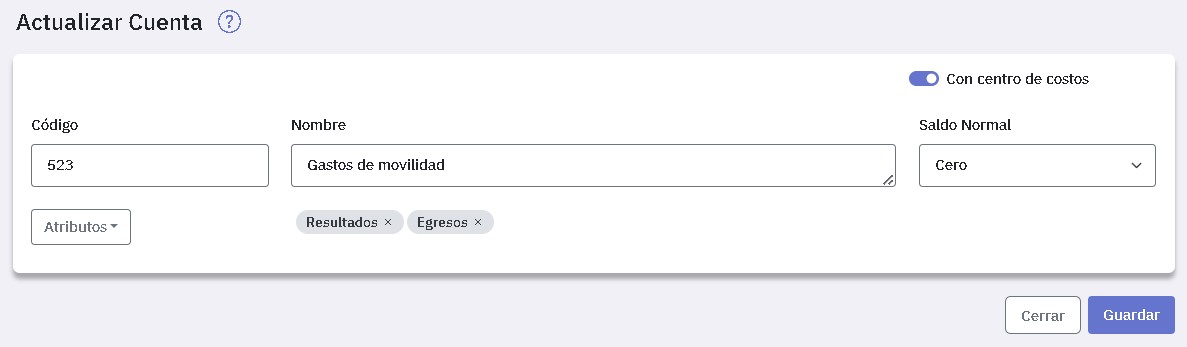 Actualizar Cuenta ?
Con centro de costos
Código Nombre Saldo Normal
523 Gastos de movilidad Cero
Atributos Resultados × Egresos ×
Cerrar Guardar